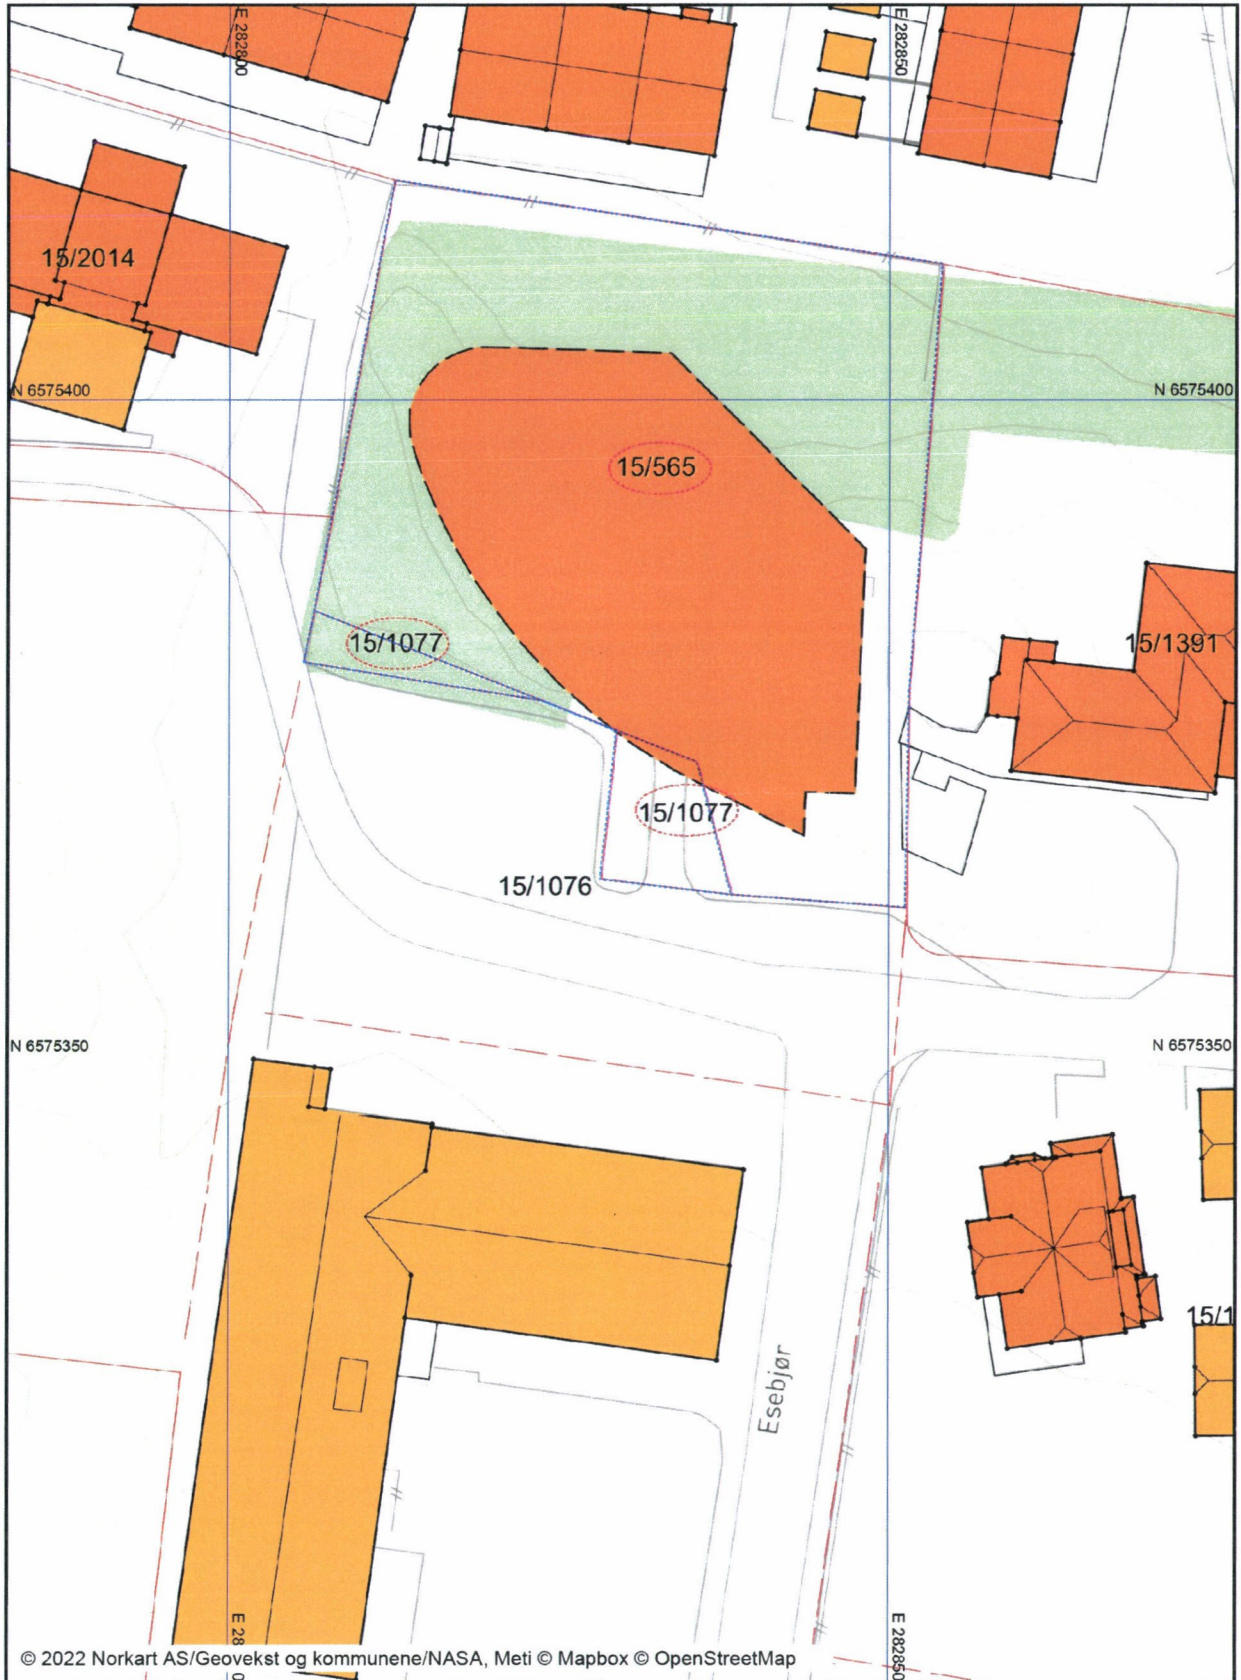 E 282800
E 282850
15/2014
N 6575400
N 6575400
15/565
15/1077
15/1391
15/1077
15/1076
N 6575350
N 6575350
15/1
Esebjør
E 282850
© 2022 Norkart AS/Geovekst og kommunene/NASA, Meti © Mapbox © OpenStreetMap